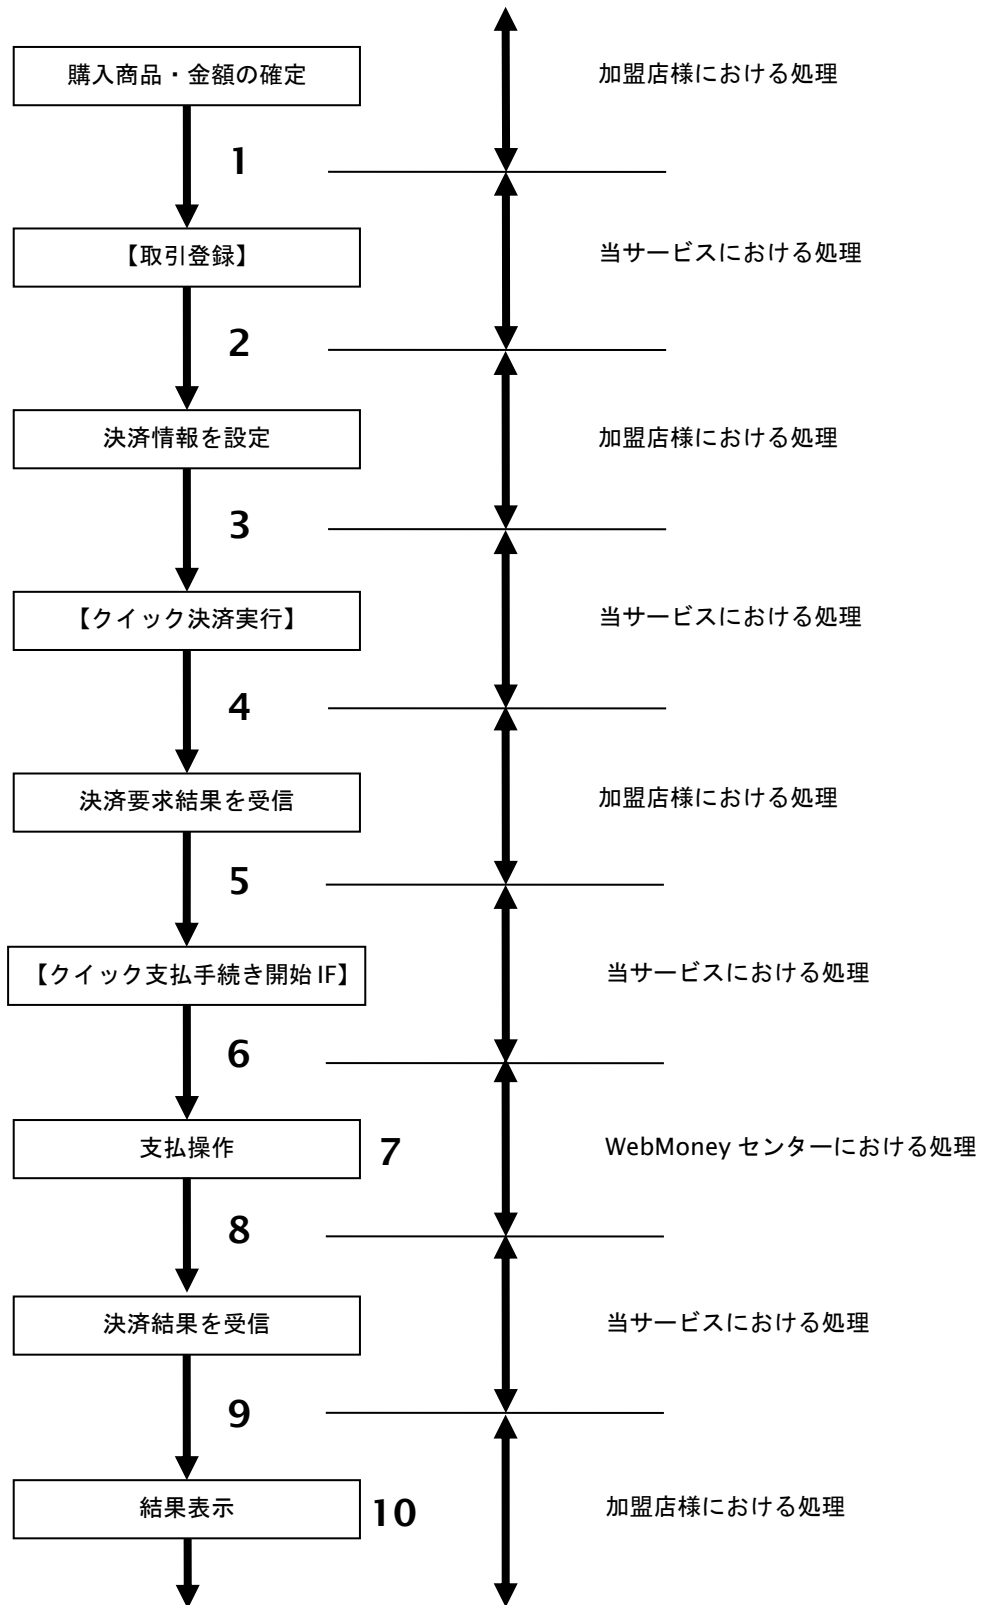 購入商品・金額の確定
加盟店様における処理
1
【取引登録】
当サービスにおける処理
2
決済情報を設定
加盟店様における処理
3
【クイック決済実行】
当サービスにおける処理
4
決済要求結果を受信
加盟店様における処理
5
【クイック支払手続き開始 IF】
当サービスにおける処理
6
支払操作
7
WebMoney センターにおける処理
8
決済結果を受信
当サービスにおける処理
9
結果表示
10
加盟店様における処理